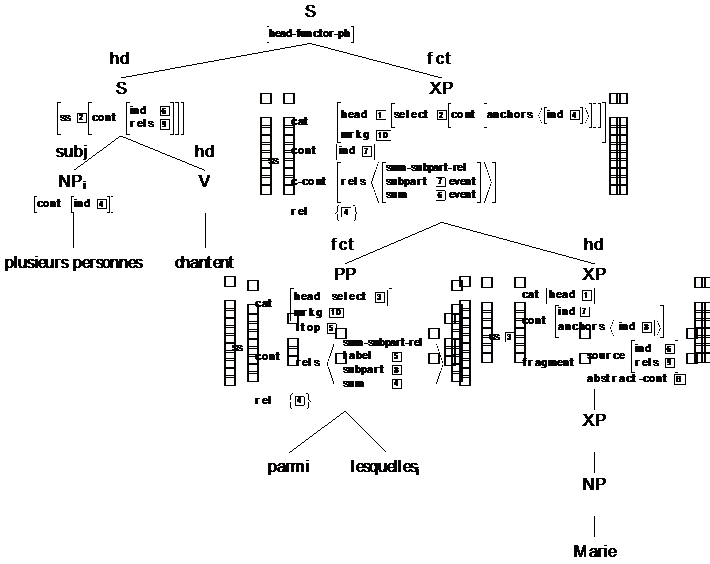 S
[head-functor-ph]
hd fct
S XP
[ss [2][cont [ind [6] rels [9]]]]
cat [head [1][select [2][cont [anchors ⟨[ind [4]]⟩]]]
mrkg [10]
ss cont [ind [7]]
c-cont [rels ⟨[sum-subpart-rel
subpart [7] event
sum [6] event]⟩]
rel {[4]}
subj hd
NPi V
[cont [ind [4]]]
plusieurs personnes chantent
fct hd
PP XP
cat [head select [3]
mrkg [10]]
ss cont ltop [5]
rels ⟨[sum-subpart-rel
label [5]
subpart [8]
sum [4]]⟩
rel {[4]}
ss [3] cat [head [1]]
cont [ind [7]
anchors ⟨[ind [8]]⟩]
fragment source [ind [6]
rels [9]]
abstract-cont [8]
parmi lesquellesi
XP
NP
Marie